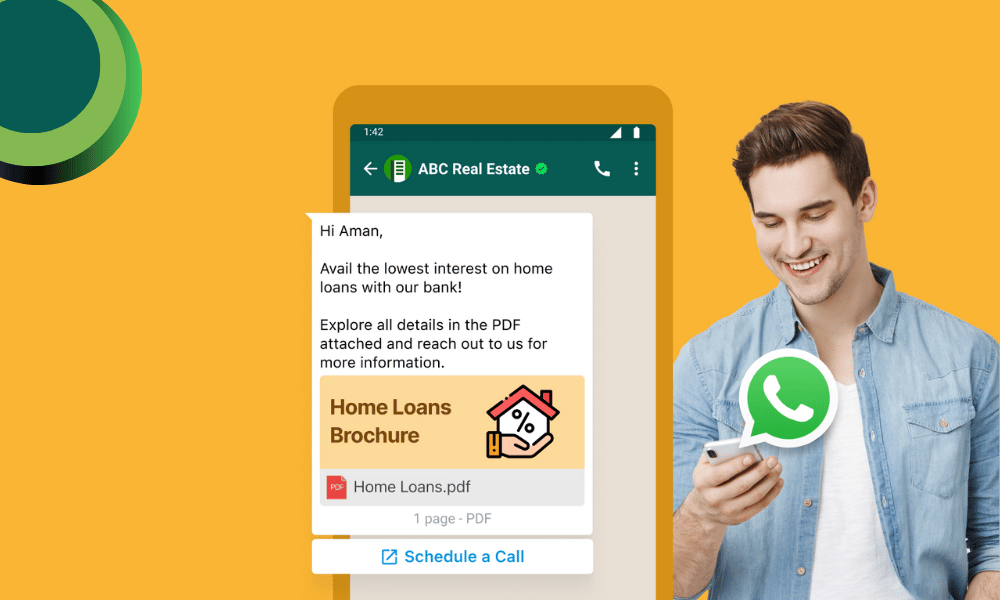 1:42
ABC Real Estate
Hi Aman,
Avail the lowest interest on home
loans with our bank!
Explore all details in the PDF
attached and reach out to us for
more information.
Home Loans
Brochure
%
PDF
Home Loans.pdf
1 page - PDF
Schedule a Call